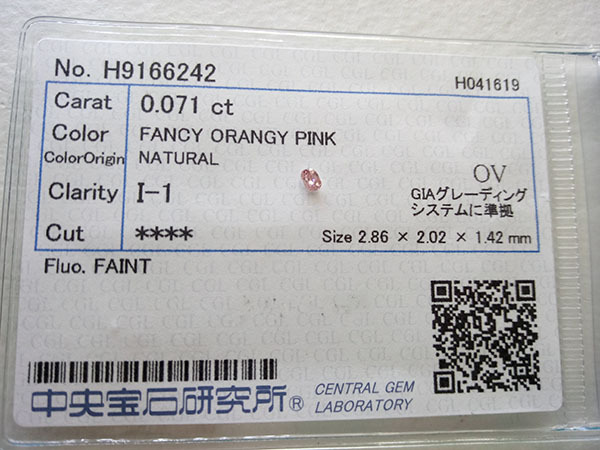 No. H9166242
H041619
Carat 0.071 ct
Color FANCY ORANGY PINK
ColorOrigin NATURAL
Clarity I-1
OV
GIAグレーディング
システムに準拠
Cut ****
Size 2.86 × 2.02 × 1.42 mm
Fluo. FAINT
中央宝石研究所® CENTRAL GEM
LABORATORY